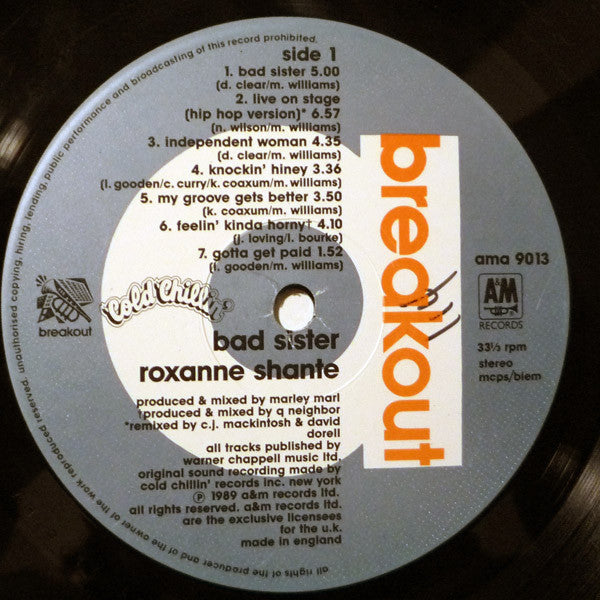 side 1
1. bad sister 5.00
(d. clear/m. williams)
2. live on stage
(hip hop version)* 6.57
(n. wilson/m. williams)
3. independent woman 4.35
(d. clear/m. williams)
4. knockin' hiney 3.36
(l. gooden/c. curry/k. coaxum/m. williams)
5. my groove gets better 3.50
(k. coaxum/m. williams)
6. feelin' kinda horny† 4.10
(j. loving/l. bourke)
7. gotta get paid 1.52
(l. gooden/m. williams)
breakout
Cold Chillin'
breakout
ama 9013
A&M
RECORDS
33⅓ rpm
stereo
mcps/biem
bad sister
roxanne shante
produced & mixed by marley marl
†produced & mixed by q neighbor
*remixed by c.j. mackintosh & david
dorell
all tracks published by
warner chappell music ltd.
original sound recording made by
cold chillin' records inc. new york
℗ 1989 a&m records ltd.
all rights reserved. a&m records ltd.
are the exclusive licensees
for the u.k.
made in england
all rights of the producer and of the owner of the work reproduced reserved. unauthorised copying, hiring, lending, public performance and broadcasting of this record prohibited.